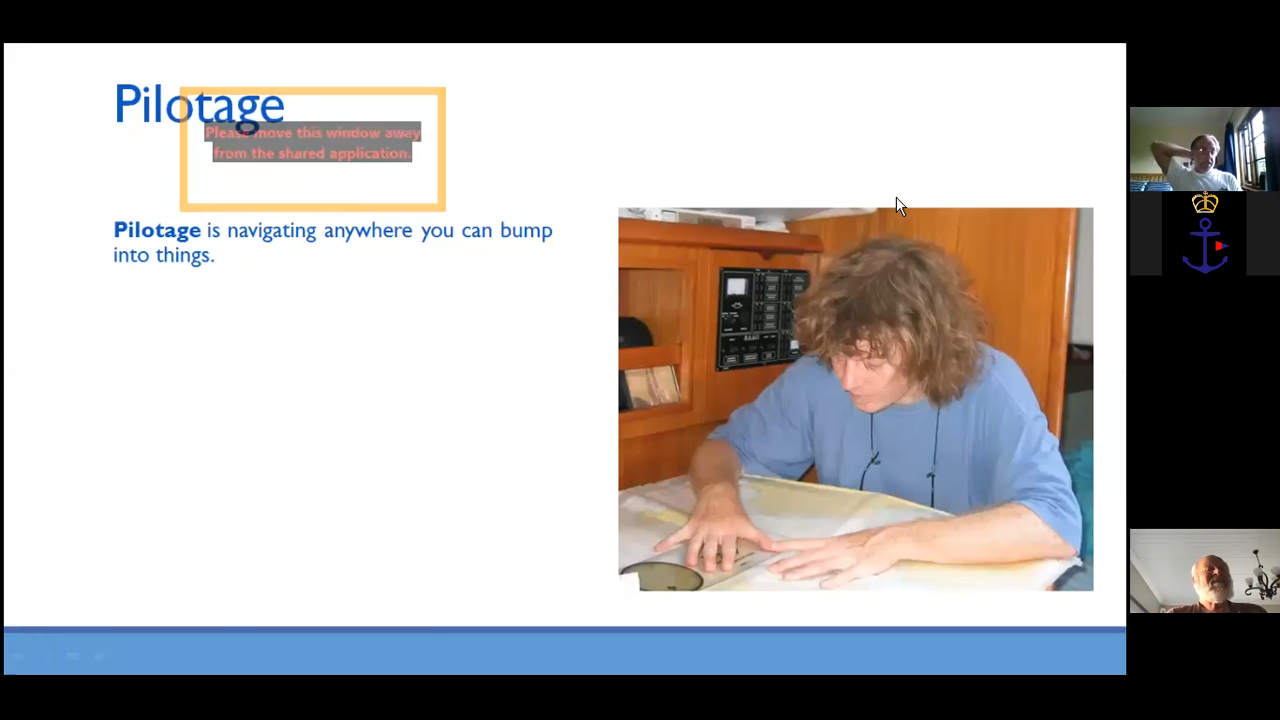 Pilotage
Please move this window away
from the shared application.
Pilotage is navigating anywhere you can bump
into things.